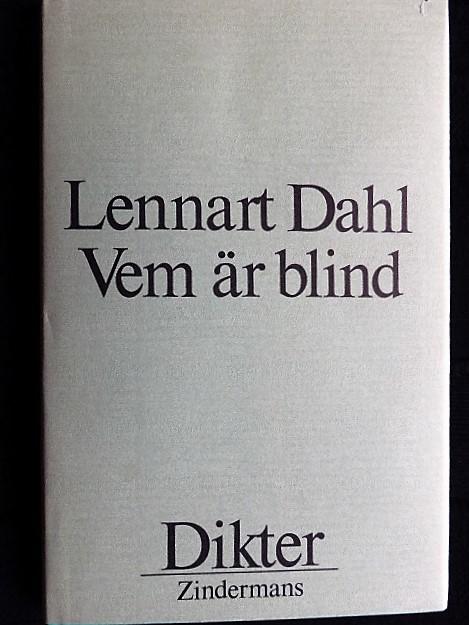 Lennart Dahl
Vem är blind
Dikter
Zindermans